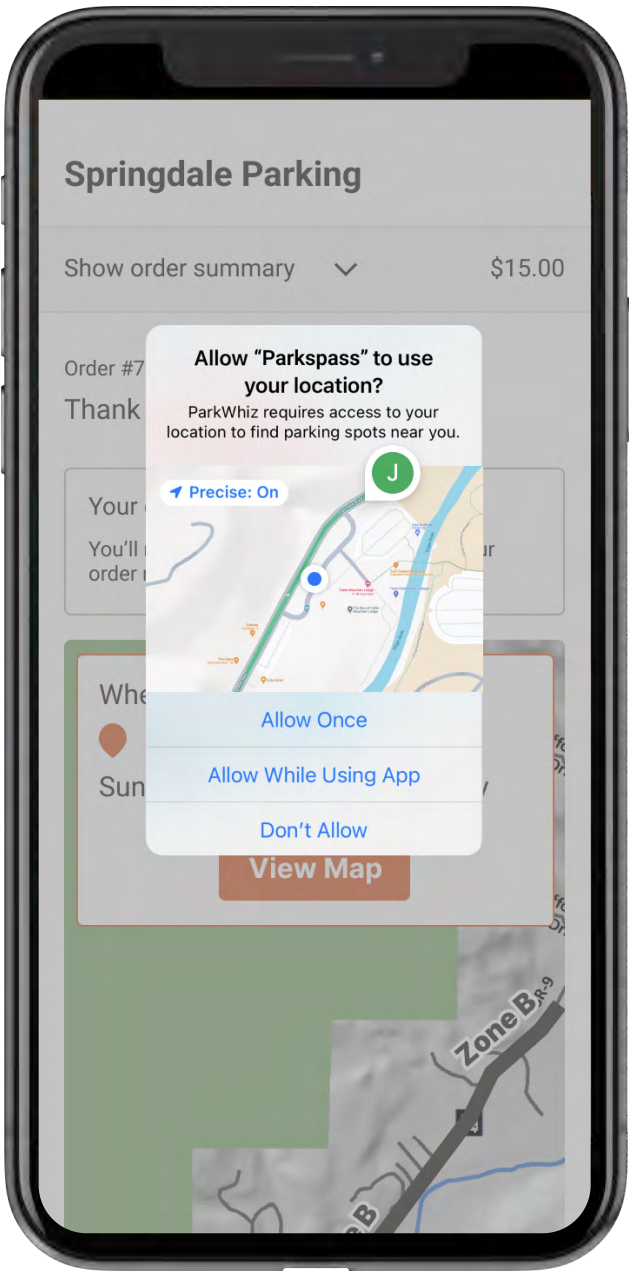 Springdale Parking
Show order summary
$15.00
Order #7
Thank
Allow “Parkspass” to use
your location?
ParkWhiz requires access to your
location to find parking spots near you.
J
Precise: On
Your
You’ll
order
Whe
Sun
Allow Once
Allow While Using App
Don’t Allow
View Map
Zone B
R-9
e B